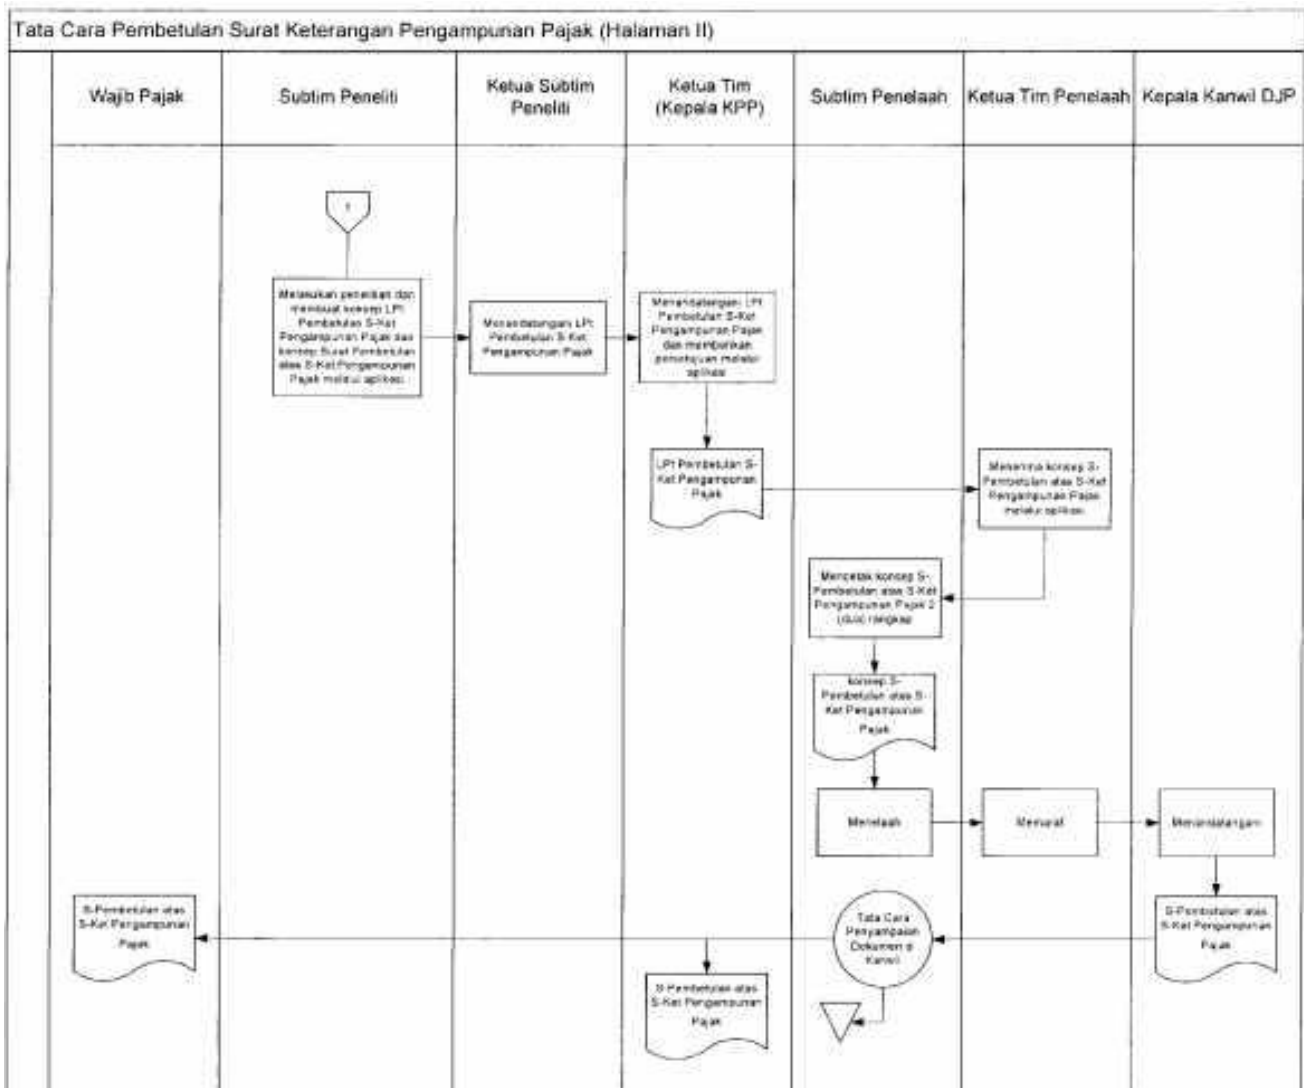 Tata Cara Pembetulan Surat Keterangan Pengampunan Pajak (Halaman II)
Wajib Pajak
Subtim Peneliti
Ketua Subtim
Peneliti
Ketua Tim
(Kepala KPP)
Subtim Penelaah
Ketua Tim Penelaah
Kepala Kanwil DJP
1
Melakukan penelitian dan
membuat konsep LPt
Pembetulan S-Ket
Pengampunan Pajak dan
konsep Surat Pembetulan
atas S-Ket Pengampunan
Pajak melalui aplikasi
Menandatangani LPt
Pembetulan S-Ket
Pengampunan Pajak
Menandatangani LPt
Pembetulan S-Ket
Pengampunan Pajak
dan memberikan
persetujuan melalui
aplikasi
LPt Pembetulan S-
Ket Pengampunan
Pajak
Menerima konsep S-
Pembetulan atas S-Ket
Pengampunan Pajak
melalui aplikasi
Mencetak konsep S-
Pembetulan atas S-Ket
Pengampunan Pajak 2
(dua) rangkap
konsep S-
Pembetulan atas S-
Ket Pengampunan
Pajak
Menelaah
Memaraf
Menandatangani
S-Pembetulan atas
S-Ket Pengampunan
Pajak
Tata Cara
Penyampaian
Dokumen di
Kanwil
S-Pembetulan atas
S-Ket Pengampunan
Pajak
S-Pembetulan atas
S-Ket Pengampunan
Pajak